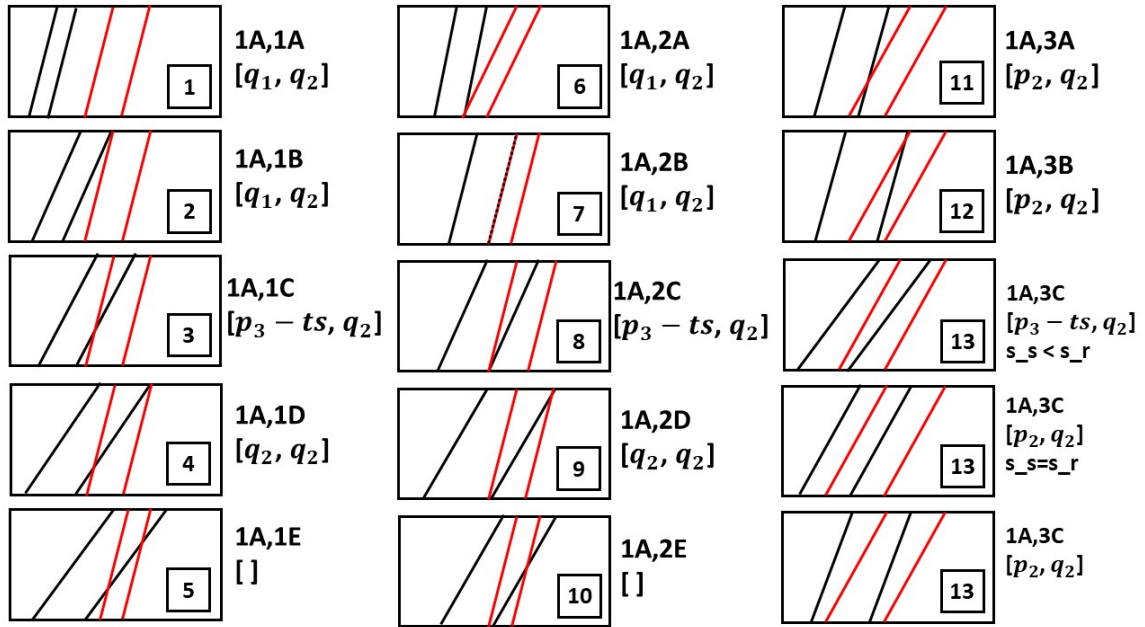 1
1A,1A
[q₁, q₂]
2
1A,1B
[q₁, q₂]
3
1A,1C
[p₃ − ts, q₂]
4
1A,1D
[q₂, q₂]
5
1A,1E
[ ]
6
1A,2A
[q₁, q₂]
7
1A,2B
[q₁, q₂]
8
1A,2C
[p₃ − ts, q₂]
9
1A,2D
[q₂, q₂]
10
1A,2E
[ ]
11
1A,3A
[p₂, q₂]
12
1A,3B
[p₂, q₂]
13
1A,3C
[p₃ − ts, q₂]
s_s < s_r
13
1A,3C
[p₂, q₂]
s_s=s_r
13
1A,3C
[p₂, q₂]